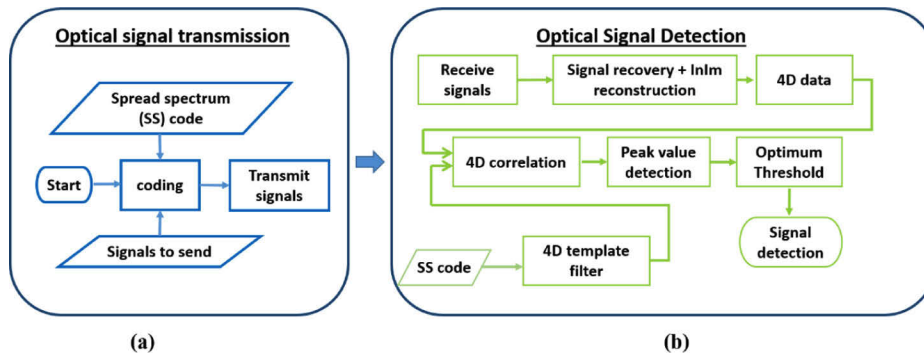 Optical signal transmission
Spread spectrum
(SS) code
Start
coding
Transmit
signals
Signals to send
(a)
Optical Signal Detection
Receive
signals
Signal recovery + InIm
reconstruction
4D data
4D correlation
Peak value
detection
Optimum
Threshold
Signal
detection
SS code
4D template
filter
(b)